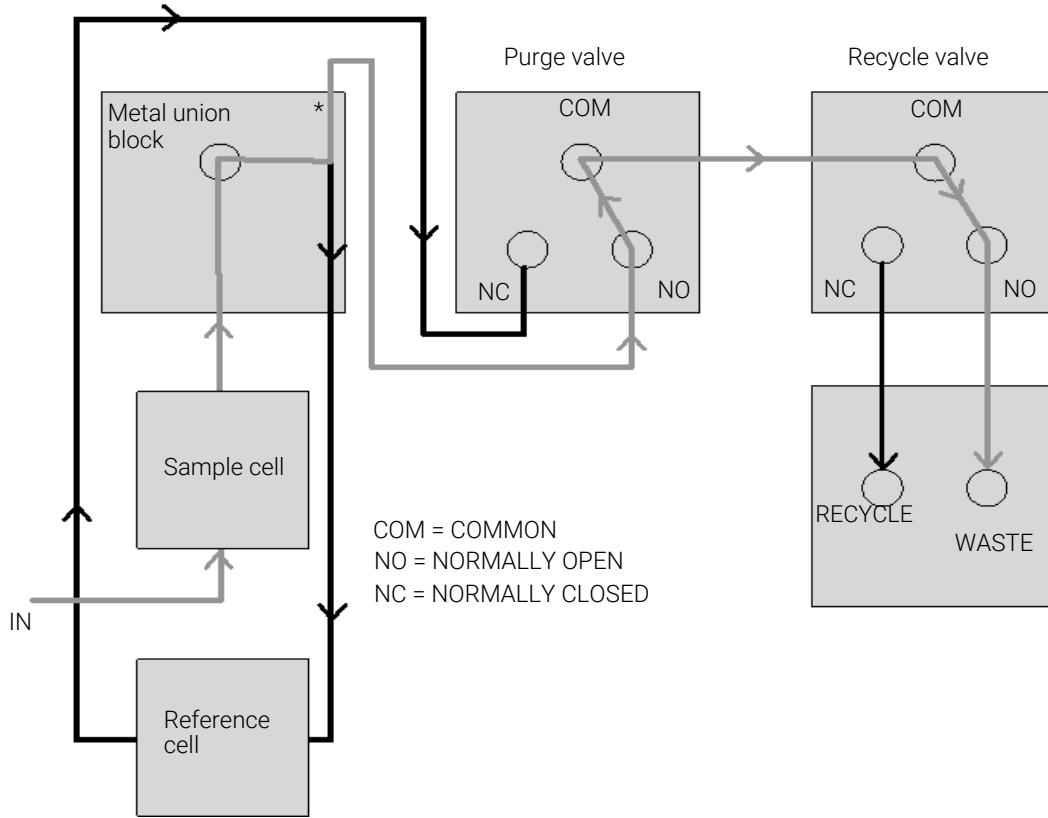 Purge valve
Recycle valve
Metal union
block
*
COM
NC
NO
COM
NC
NO
Sample cell
IN
COM = COMMON
NO = NORMALLY OPEN
NC = NORMALLY CLOSED
RECYCLE
WASTE
Reference
cell